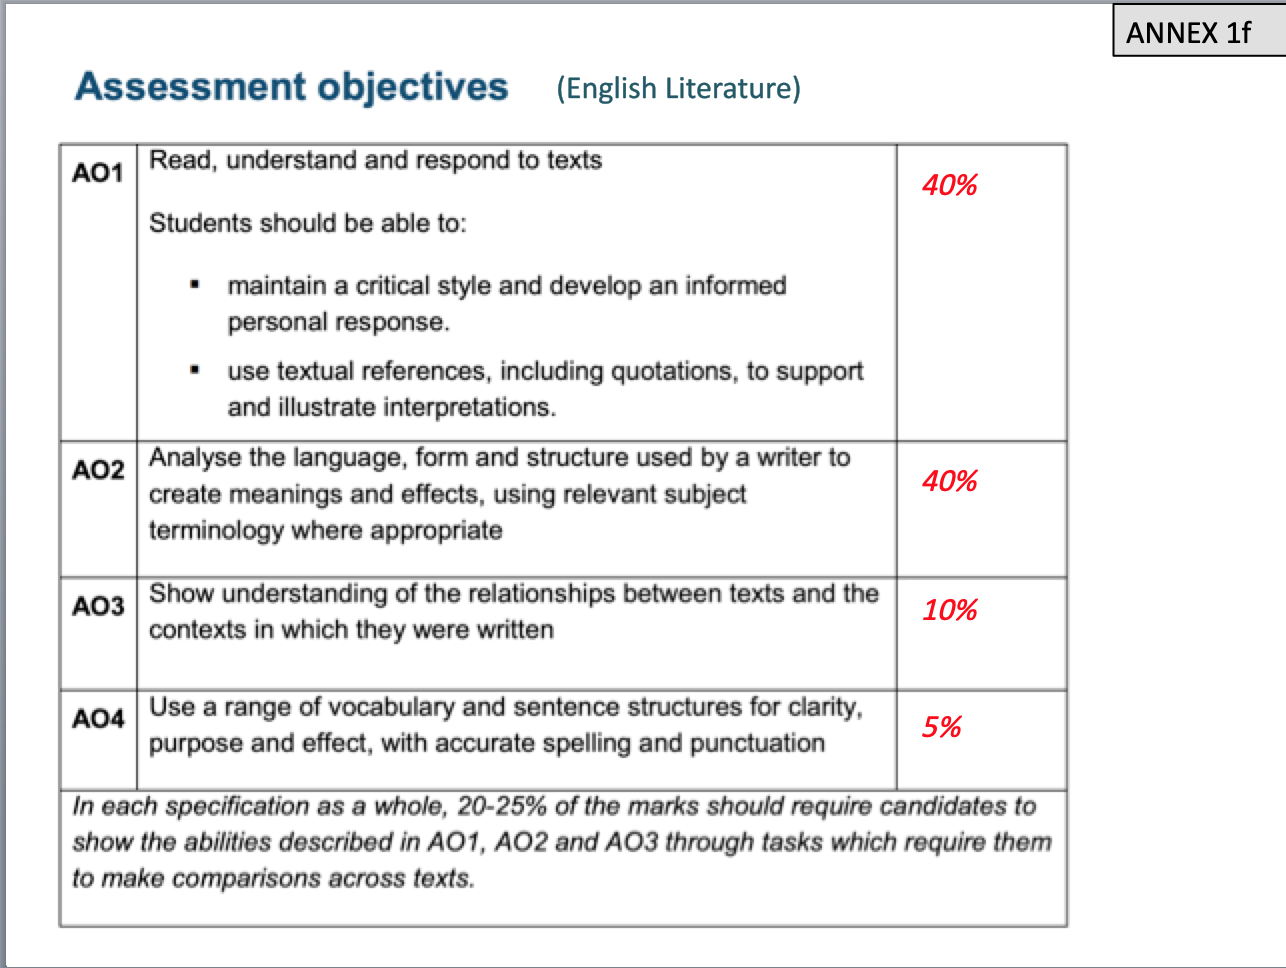 ANNEX 1f
Assessment objectives (English Literature)
AO1
Read, understand and respond to texts
40%
Students should be able to:
▪ maintain a critical style and develop an informed
personal response.
▪ use textual references, including quotations, to support
and illustrate interpretations.
AO2
Analyse the language, form and structure used by a writer to
create meanings and effects, using relevant subject
terminology where appropriate
40%
AO3
Show understanding of the relationships between texts and the
contexts in which they were written
10%
AO4
Use a range of vocabulary and sentence structures for clarity,
purpose and effect, with accurate spelling and punctuation
5%
In each specification as a whole, 20-25% of the marks should require candidates to
show the abilities described in AO1, AO2 and AO3 through tasks which require them
to make comparisons across texts.